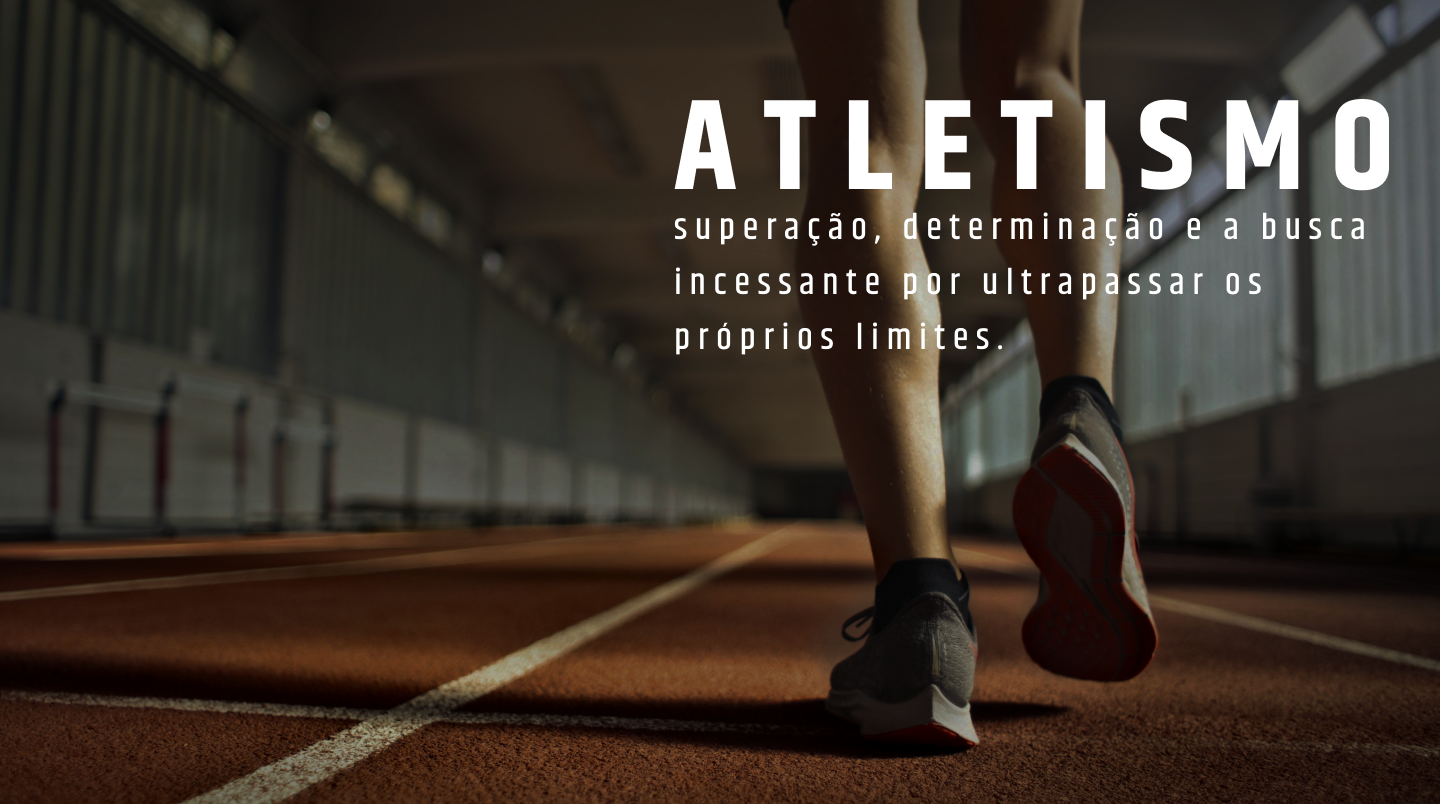 ATLETISMO
superação, determinação e a busca
incessante por ultrapassar os
próprios limites.